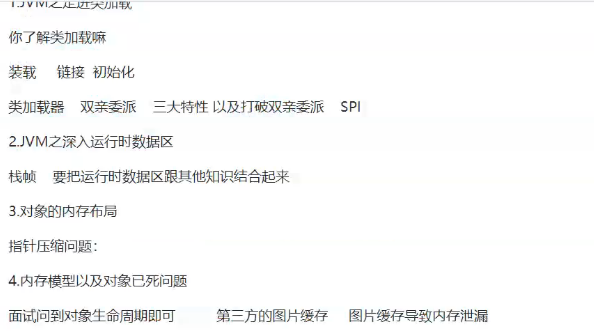 1.JVM之走进类加载
你了解类加载嘛
装载 链接 初始化
类加载器 双亲委派 三大特性 以及打破双亲委派 SPI
2.JVM之深入运行时数据区
栈帧 要把运行时数据区跟其他知识结合起来
3.对象的内存布局
指针压缩问题：
4.内存模型以及对象已死问题
面试问到对象生命周期即可 第三方的图片缓存 图片缓存导致内存泄漏